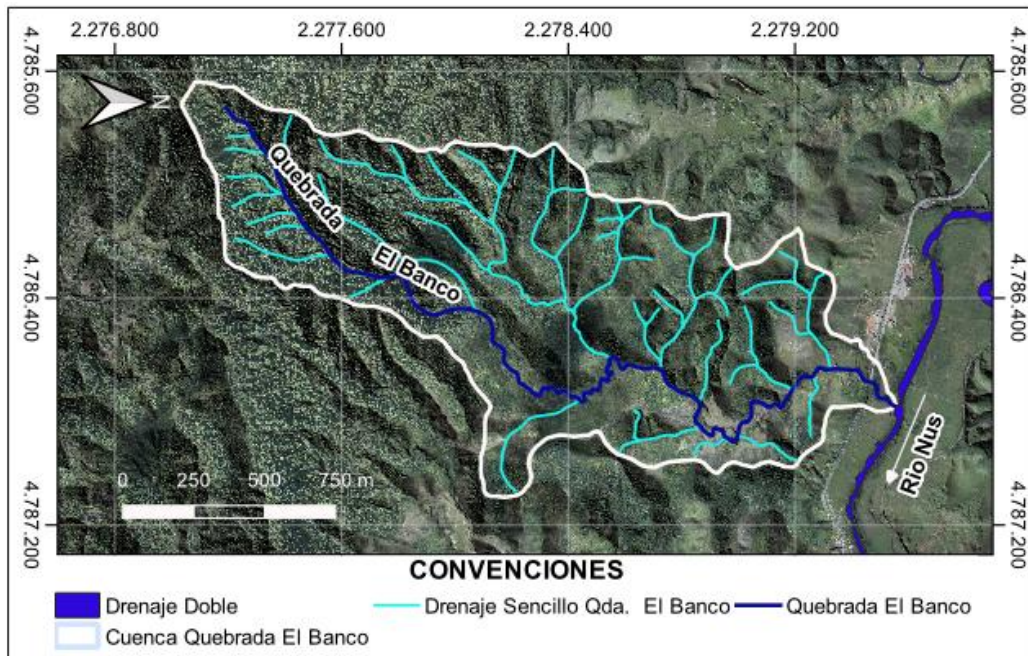 2.276.800 2.277.600 2.278.400 2.279.200
4.785.600 4.785.600
N
Quebrada
El Banco
4.786.400 4.786.400
Rio Nus
0 250 500 750 m
4.787.200 4.787.200
CONVENCIONES
Drenaje Doble Drenaje Sencillo Qda. El Banco Quebrada El Banco
Cuenca Quebrada El Banco